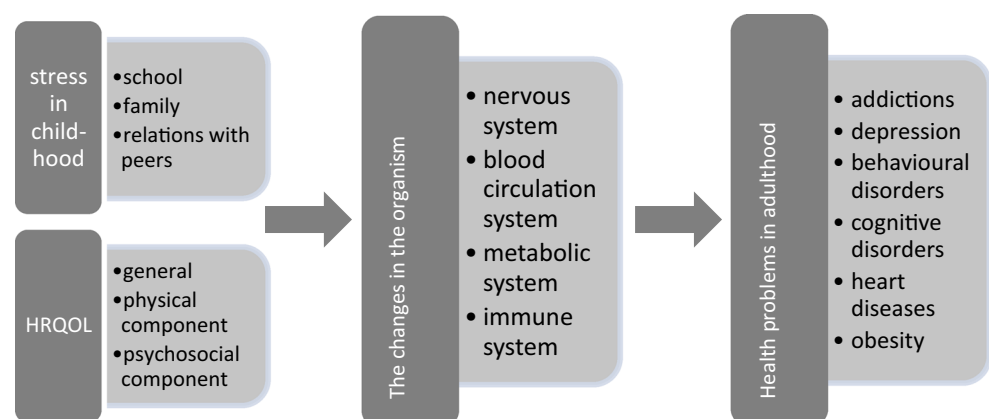 stress
in
child-
hood
•school
•family
•relations with
peers
HRQOL
•general
•physical
component
•psychosocial
component
The changes in the organism
• nervous
system
• blood
circulation
system
• metabolic
system
• immune
system
Health problems in adulthood
• addictions
• depression
• behavioural
disorders
• cognitive
disorders
• heart
diseases
• obesity